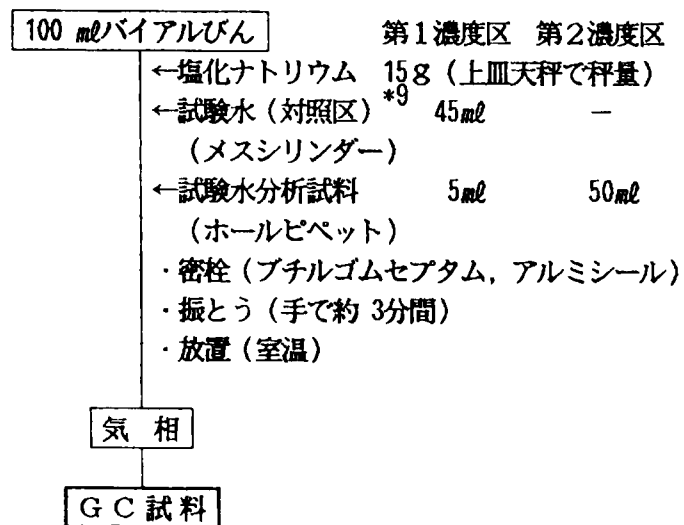 100 mlバイアルびん 第1濃度区 第2濃度区
←塩化ナトリウム 15g(上皿天秤で秤量)
←試験水(対照区)*9 45ml －
(メスシリンダー)
←試験水分析試料 5ml 50ml
(ホールピペット)
・密栓(ブチルゴムセプタム,アルミシール)
・振とう(手で約 3分間)
・放置(室温)
気 相
GC試料